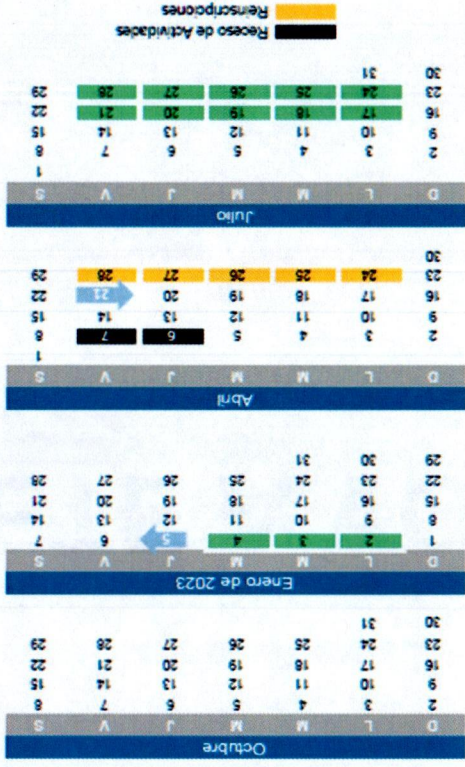 Octubre
D L M M J V S
2 3 4 5 6 7 8
9 10 11 12 13 14 15
16 17 18 19 20 21 22
23 24 25 26 27 28 29
30 31
Enero de 2023
D L M M J V S
1 2 3 4 5 6 7
8 9 10 11 12 13 14
15 16 17 18 19 20 21
22 23 24 25 26 27 28
29 30 31
Abril
D L M M J V S
1
2 3 4 5 6 7 8
9 10 11 12 13 14 15
16 17 18 19 20 21 22
23 24 25 26 27 28 29
30
Julio
D L M M J V S
1
2 3 4 5 6 7 8
9 10 11 12 13 14 15
16 17 18 19 20 21 22
23 24 25 26 27 28 29
30 31
Receso de Actividades
Reinscripciones